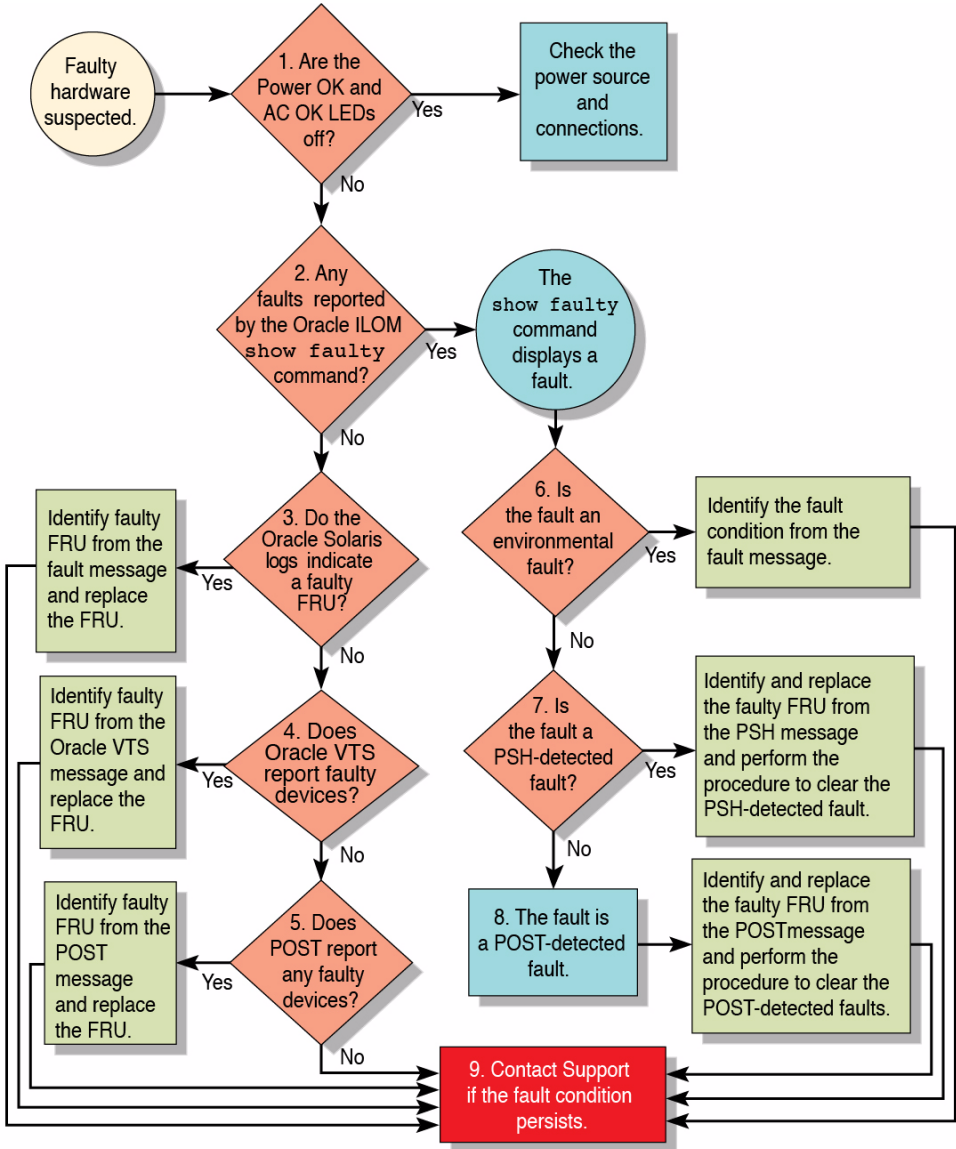 Faulty
hardware
suspected.
1. Are the
Power OK and
AC OK LEDs
off?
Yes
Check the
power source
and
connections.
No
2. Any
faults reported
by the Oracle ILOM
show faulty
command?
Yes
The
show faulty
command
displays a
fault.
No
3. Do the
Oracle Solaris
logs indicate
a faulty
FRU?
Yes
Identify faulty
FRU from the
fault message
and replace
the FRU.
No
6. Is
the fault an
environmental
fault?
Yes
Identify the fault
condition from the
fault message.
No
4. Does
Oracle VTS
report faulty
devices?
Yes
Identify faulty
FRU from the
Oracle VTS
message and
replace the
FRU.
No
7. Is
the fault a
PSH-detected
fault?
Yes
Identify and replace
the faulty FRU from
the PSH message
and perform the
procedure to clear the
PSH-detected fault.
No
5. Does
POST report
any faulty
devices?
Yes
Identify faulty
FRU from the
POST
message
and replace
the FRU.
No
8. The fault is
a POST-detected
fault.
Identify and replace
the faulty FRU from
the POSTmessage
and perform the
procedure to clear the
POST-detected faults.
9. Contact Support
if the fault condition
persists.